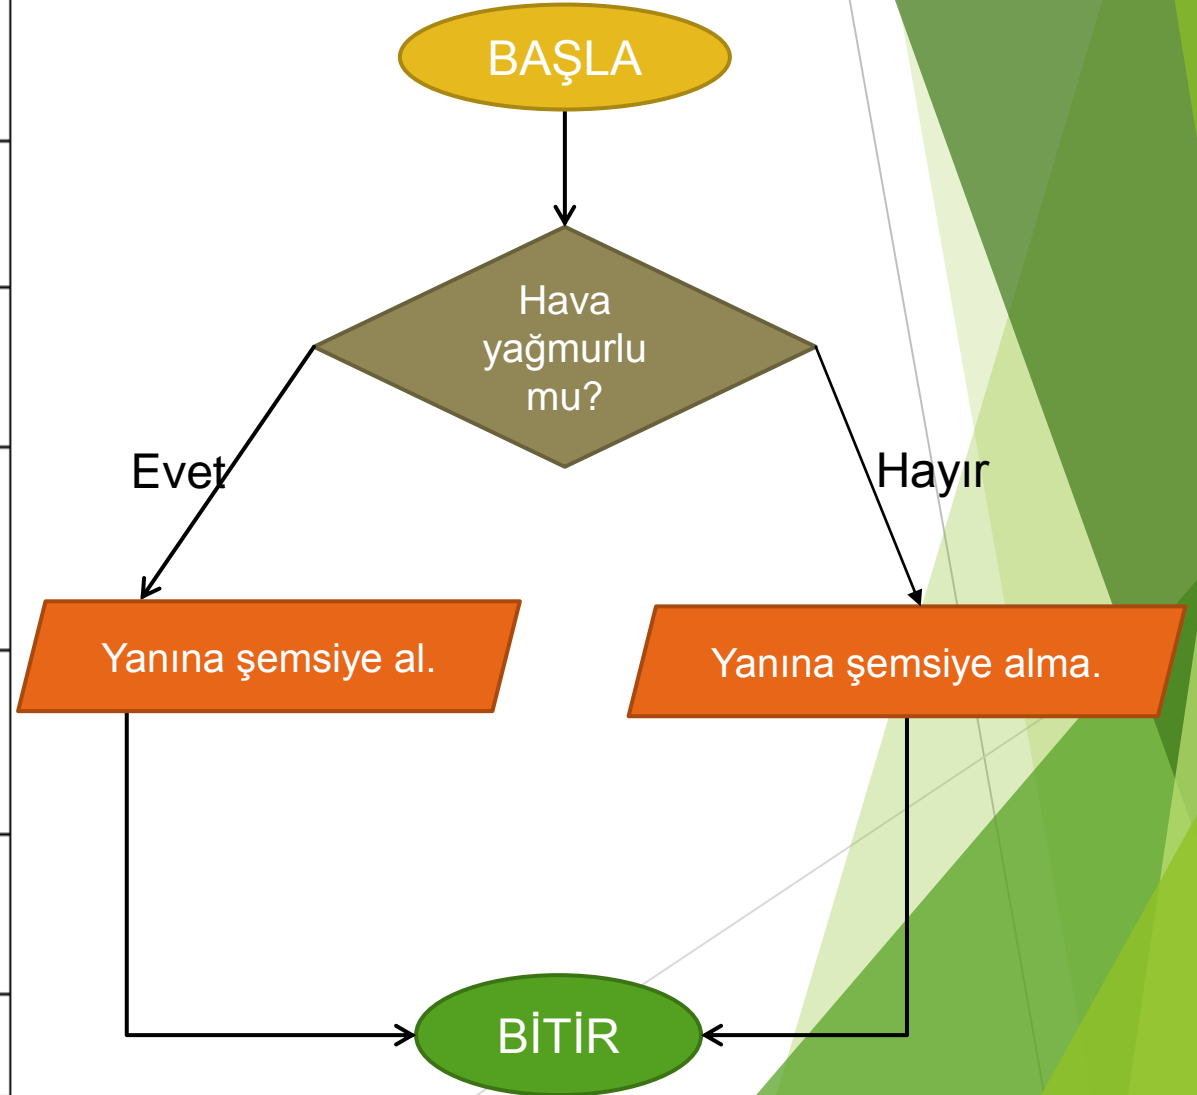 BAŞLA
Hava
yağmurlu
mu?
Evet
Hayır
Yanına şemsiye al.
Yanına şemsiye alma.
BİTİR